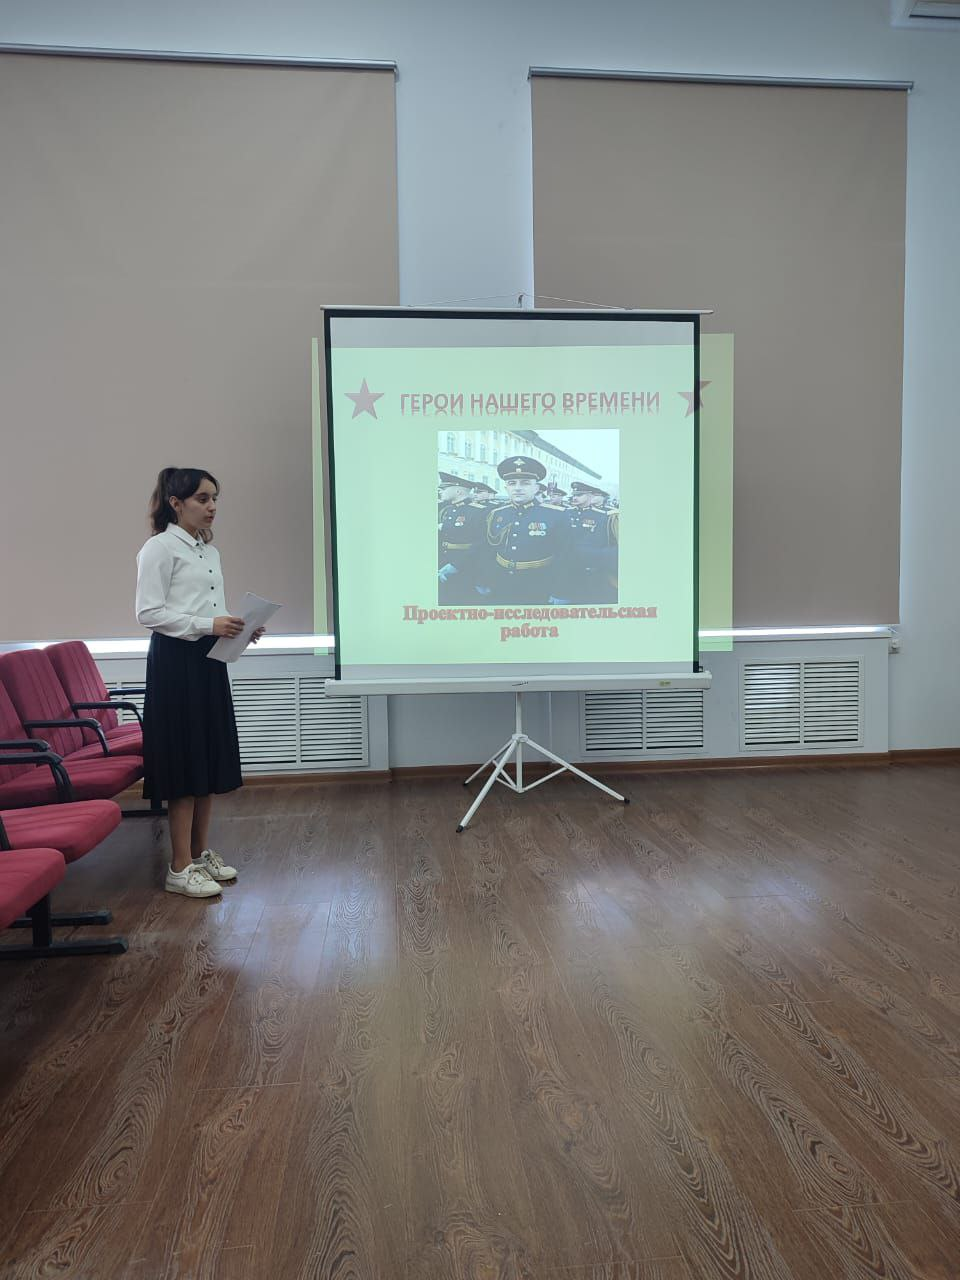 ГЕРОИ НАШЕГО ВРЕМЕНИ
Проектно-исследовательская
работа